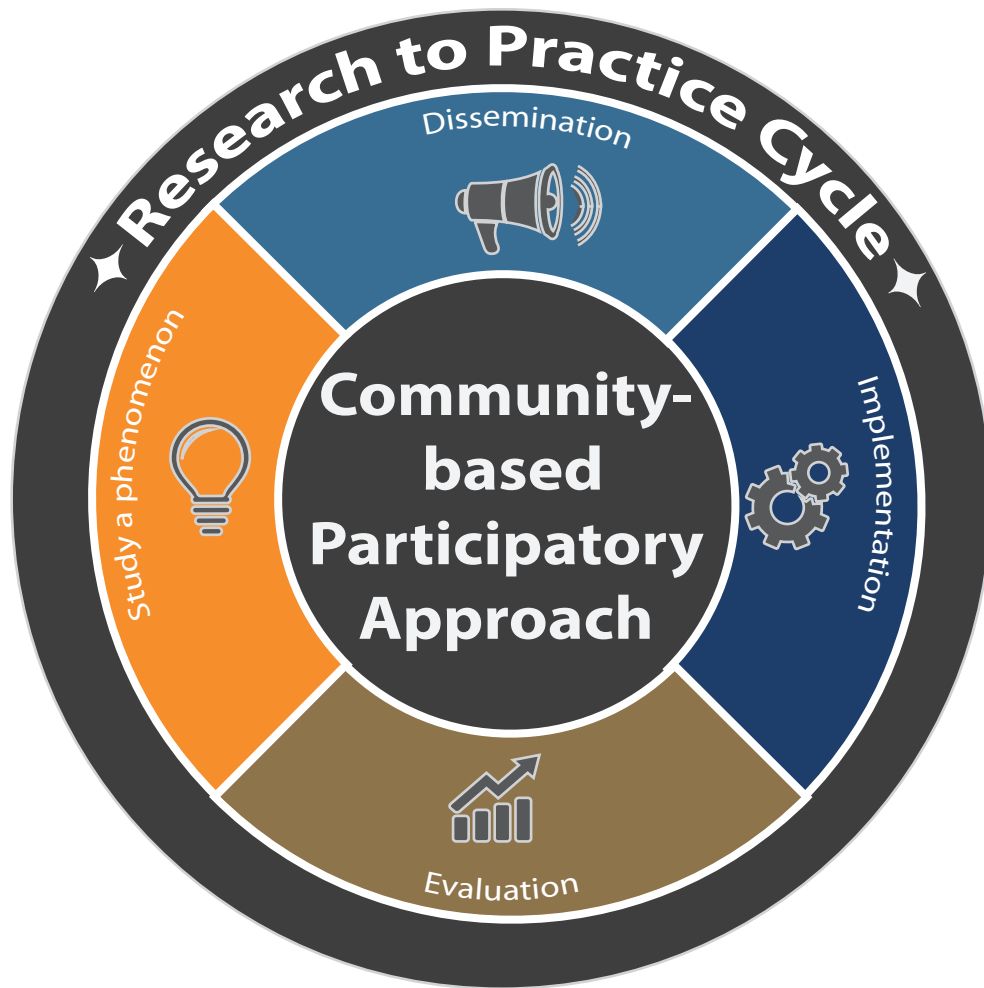 Research to Practice Cycle
Dissemination
Study a phenomenon
Implementation
Community-
based
Participatory
Approach
Evaluation